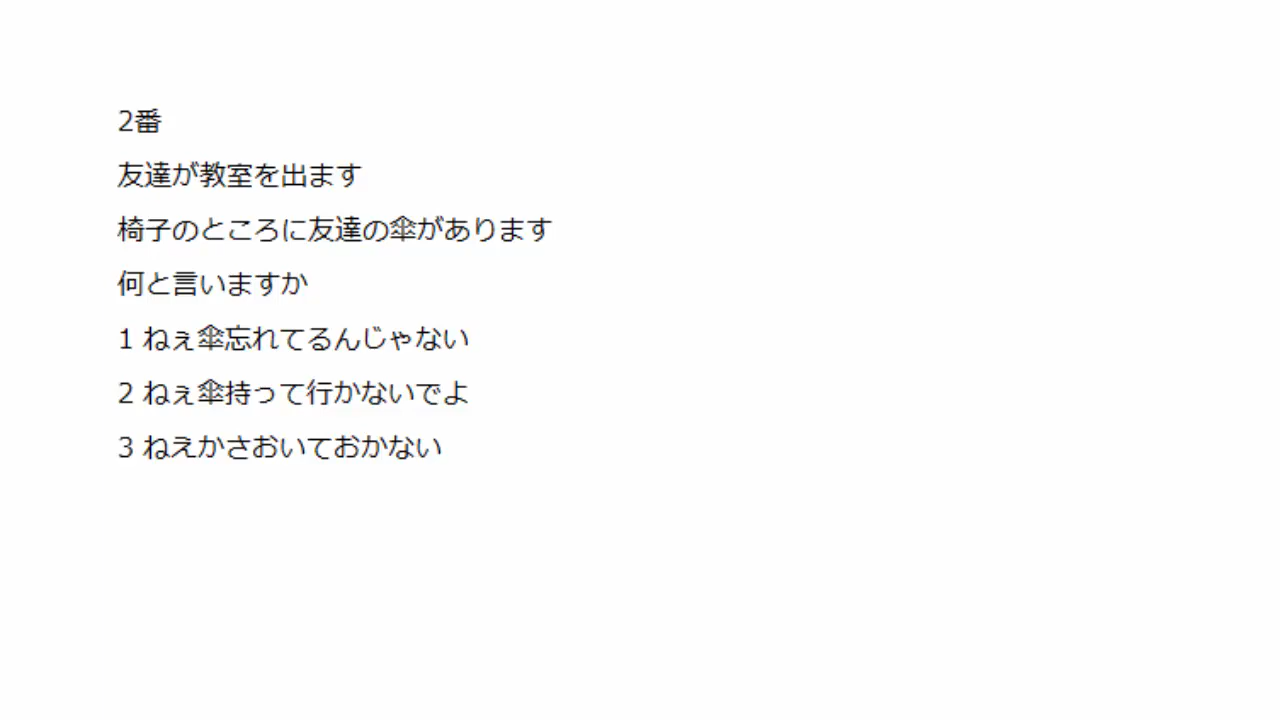 2番
友達が教室を出ます
椅子のところに友達の傘があります
何と言いますか
1 ねぇ傘忘れてるんじゃない
2 ねぇ傘持って行かないでよ
3 ねえかさおいておかない